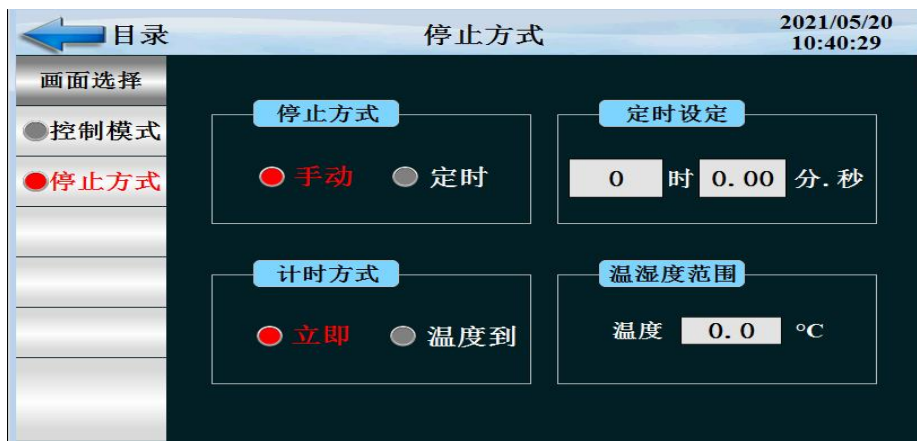 目录
停止方式
2021/05/20
10:40:29
画面选择
控制模式
停止方式
停止方式
手动 定时
定时设定
0 时 0.00 分.秒
计时方式
立即 温度到
温湿度范围
温度 0.0 °C